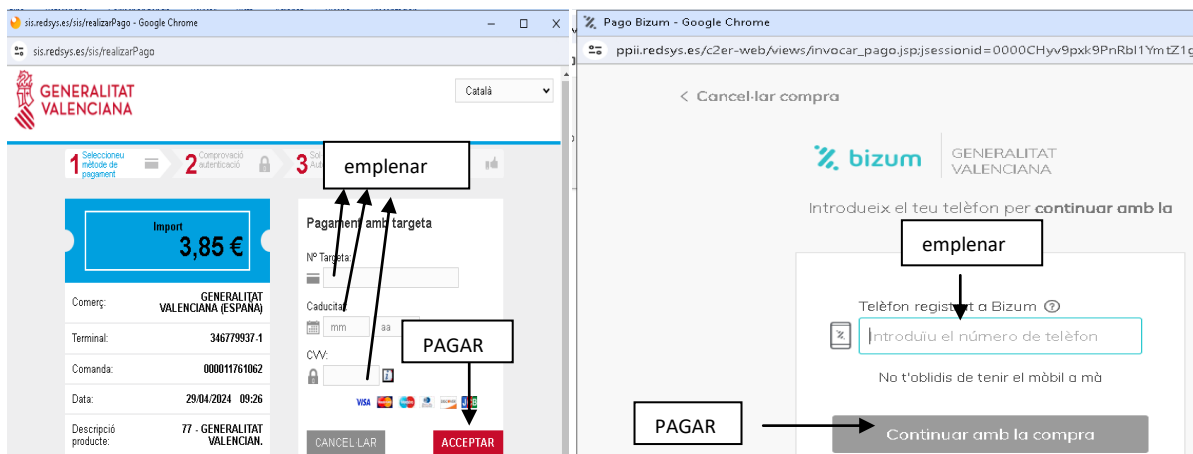 sis.redsys.es/sis/realizarPago - Google Chrome
sis.redsys.es/sis/realizarPago
GENERALITAT
VALENCIANA
Català
1 Seleccioneu
mètode de
pagament
2 Comprovació
autenticació
3
emplenar
Import
3,85 €
Comerç: GENERALITAT
VALENCIANA (ESPAÑA)
Terminal: 346779937-1
Comanda: 000011761062
Data: 29/04/2024 09:26
Descripció
producte: 77 - GENERALITAT
VALENCIAN.
Pagament amb targeta
Nº Targeta:
Caducitat:
mm aa
CVV:
PAGAR
VISA
CANCEL·LAR
ACCEPTAR
Pago Bizum - Google Chrome
ppii.redsys.es/c2er-web/views/invocar_pago.jsp;jsessionid=0000CHyv9pxk9PnRbl1YmtZ1g
< Cancel·lar compra
bizum
GENERALITAT
VALENCIANA
Introdueix el teu telèfon per continuar amb la
emplenar
Telèfon registrat a Bizum
Introduïu el número de telèfon
No t'oblidis de tenir el mòbil a mà
PAGAR
Continuar amb la compra